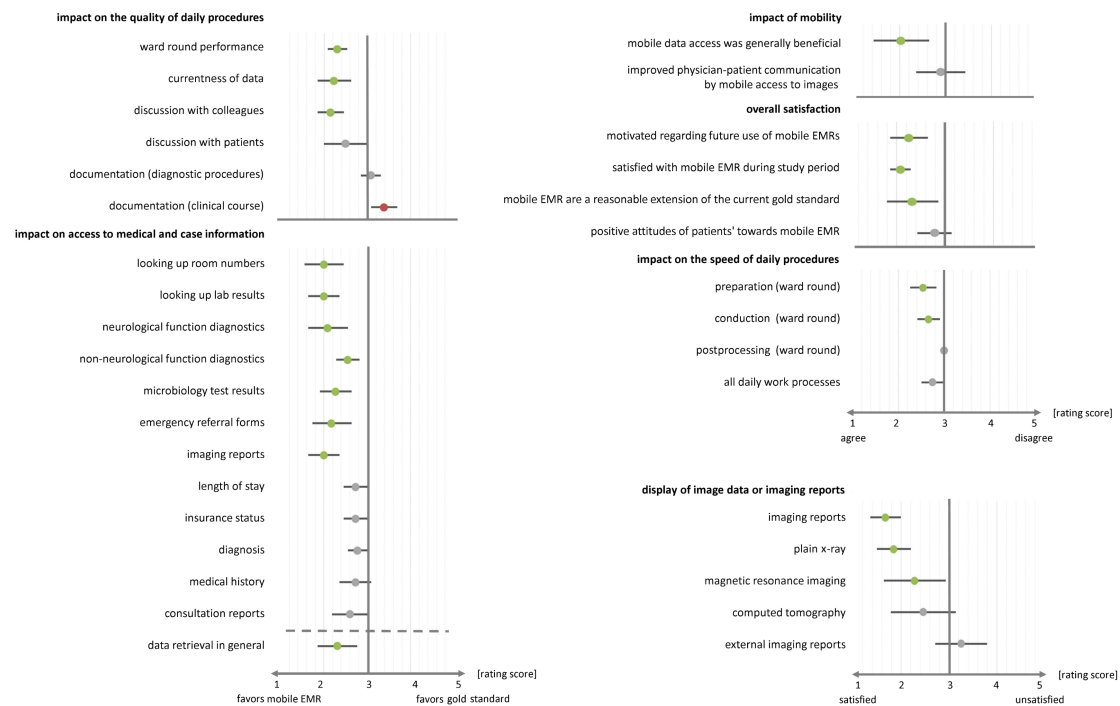 impact on the quality of daily procedures
ward round performance
currentness of data
discussion with colleagues
discussion with patients
documentation (diagnostic procedures)
documentation (clinical course)
impact on access to medical and case information
looking up room numbers
looking up lab results
neurological function diagnostics
non-neurological function diagnostics
microbiology test results
emergency referral forms
imaging reports
length of stay
insurance status
diagnosis
medical history
consultation reports
data retrieval in general
[rating score]
1 2 3 4 5
favors mobile EMR favors gold standard
impact of mobility
mobile data access was generally beneficial
improved physician-patient communication
by mobile access to images
overall satisfaction
motivated regarding future use of mobile EMRs
satisfied with mobile EMR during study period
mobile EMR are a reasonable extension of the current gold standard
positive attitudes of patients' towards mobile EMR
impact on the speed of daily procedures
preparation (ward round)
conduction (ward round)
postprocessing (ward round)
all daily work processes
[rating score]
1 2 3 4 5
agree disagree
display of image data or imaging reports
imaging reports
plain x-ray
magnetic resonance imaging
computed tomography
external imaging reports
[rating score]
1 2 3 4 5
satisfied unsatisfied